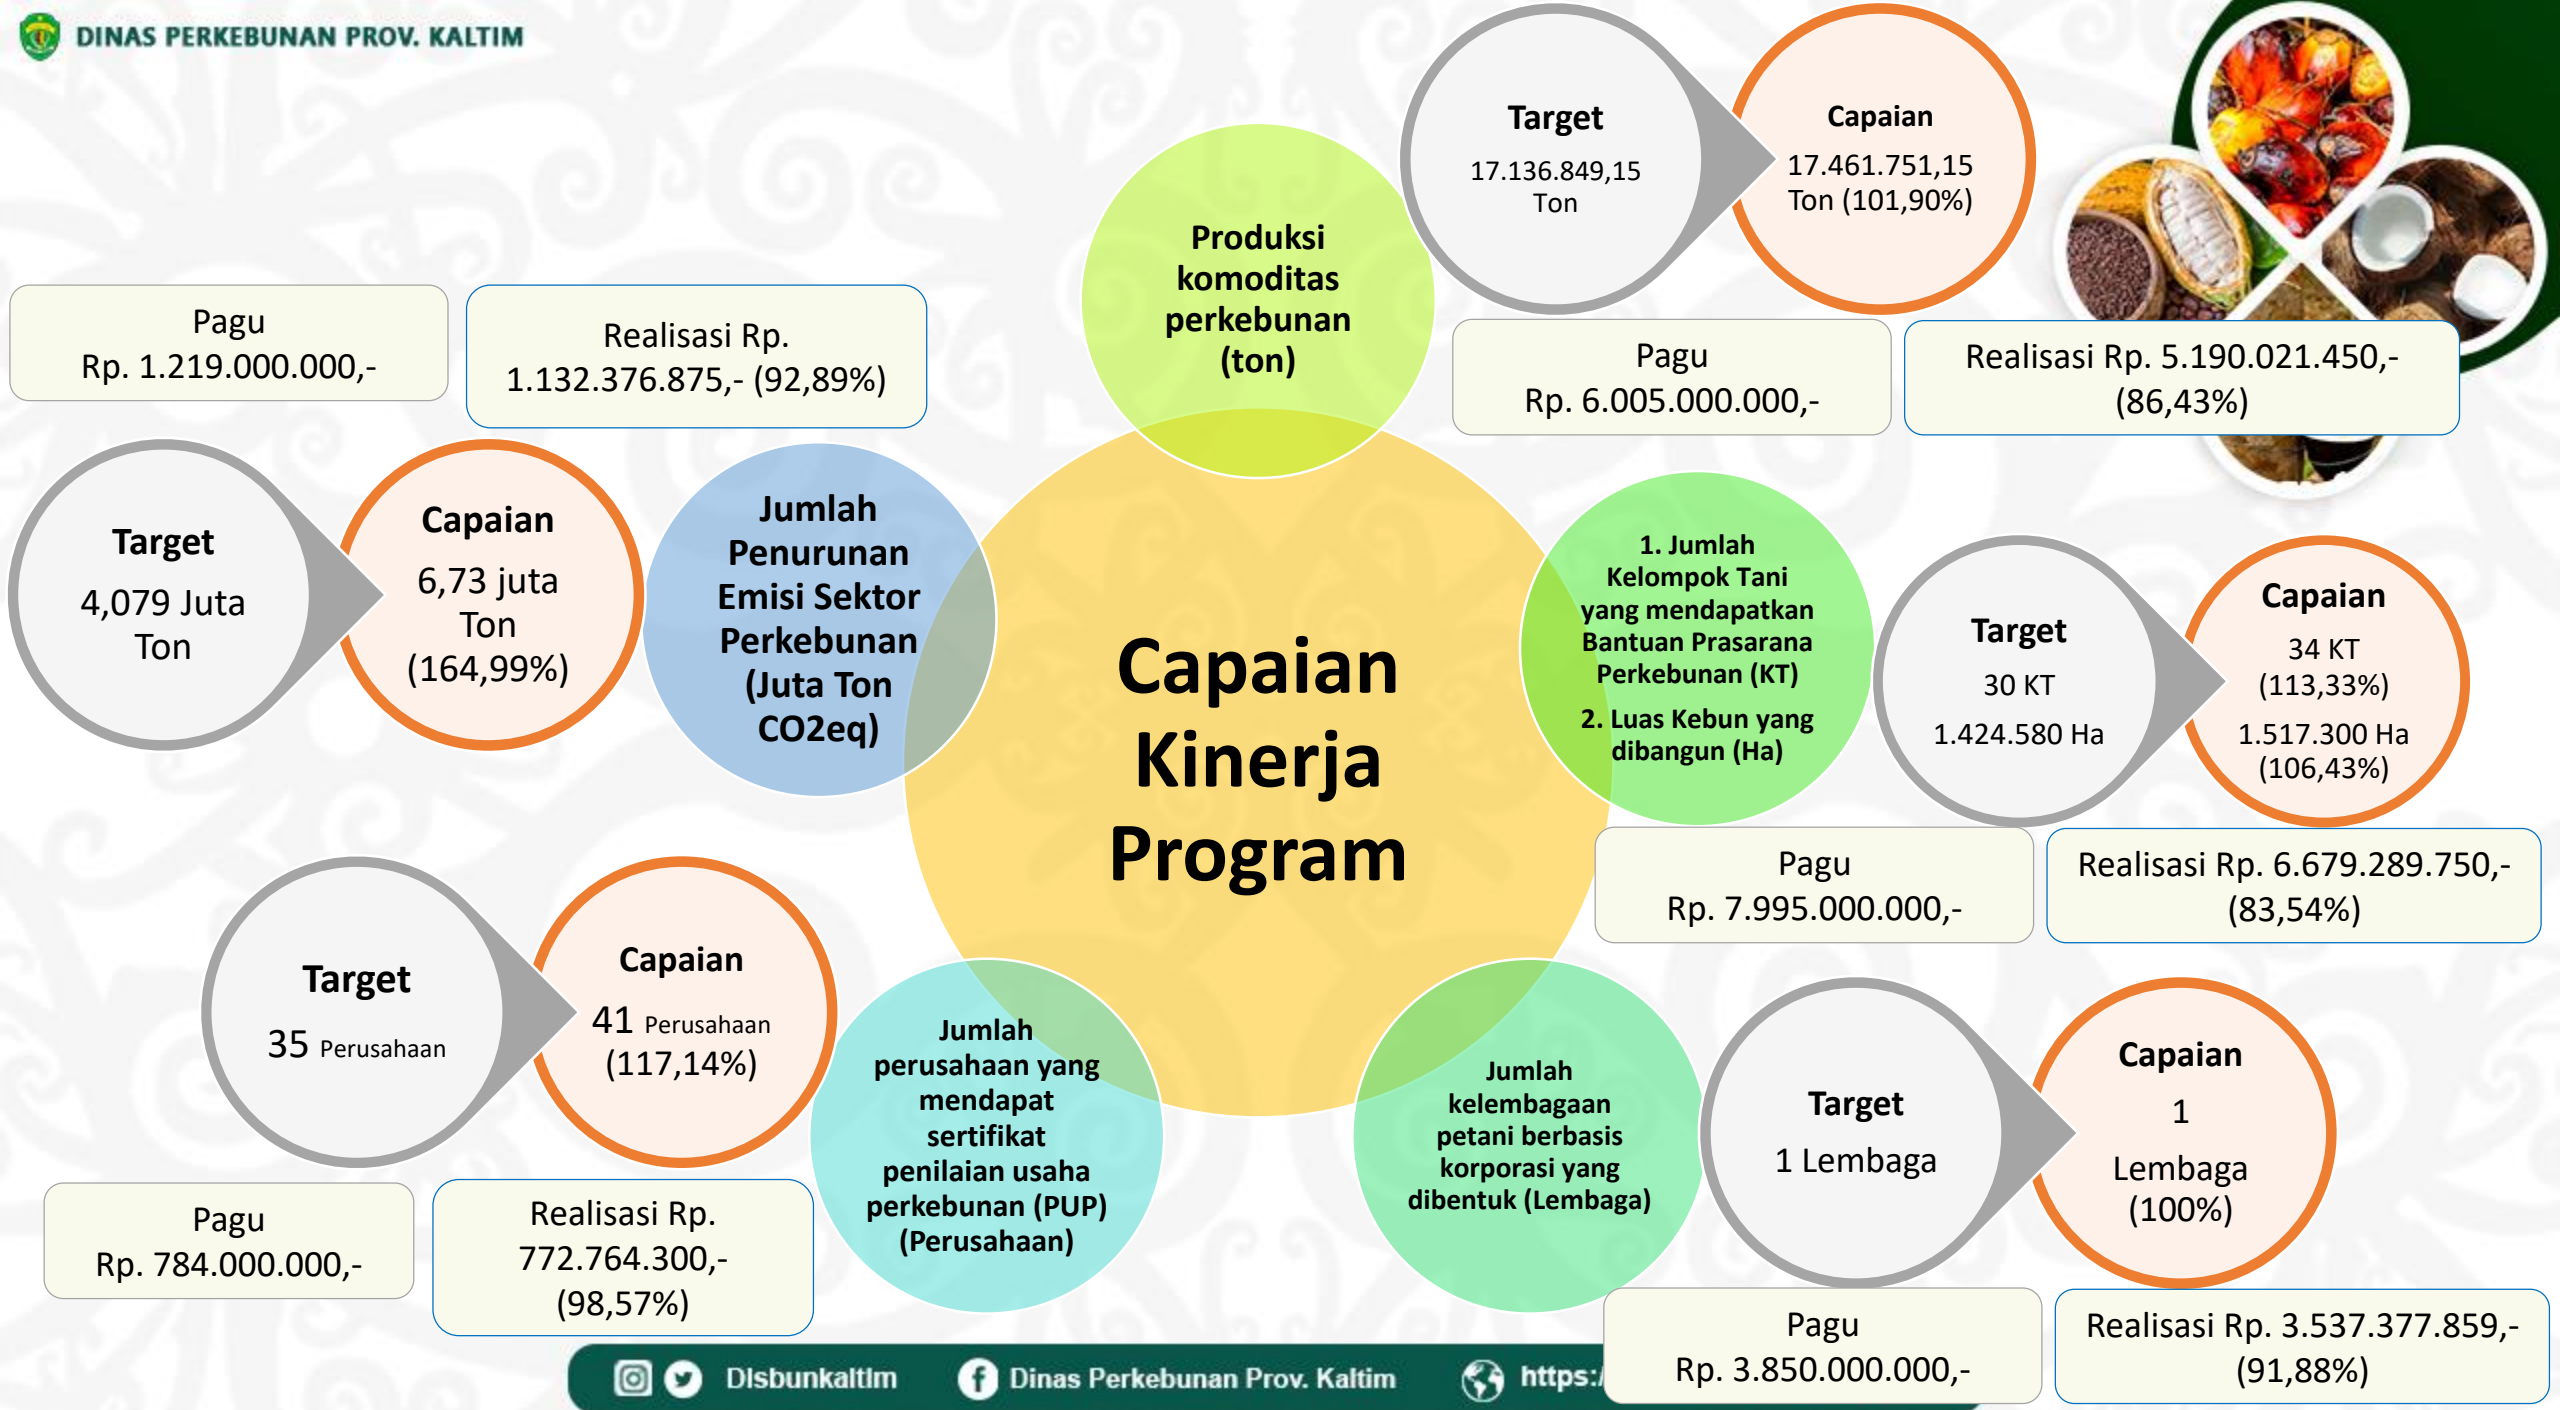 DINAS PERKEBUNAN PROV. KALTIM
Target
17.136.849,15
Ton
Capaian
17.461.751,15
Ton (101,90%)
Produksi
komoditas
perkebunan
(ton)
Pagu
Rp. 6.005.000.000,-
Realisasi Rp. 5.190.021.450,-
(86,43%)
Pagu
Rp. 1.219.000.000,-
Realisasi Rp.
1.132.376.875,- (92,89%)
Target
4,079 Juta
Ton
Capaian
6,73 juta
Ton
(164,99%)
Jumlah
Penurunan
Emisi Sektor
Perkebunan
(Juta Ton
CO2eq)
Capaian
Kinerja
Program
1. Jumlah
Kelompok Tani
yang mendapatkan
Bantuan Prasarana
Perkebunan (KT)
2. Luas Kebun yang
dibangun (Ha)
Target
30 KT
1.424.580 Ha
Capaian
34 KT
(113,33%)
1.517.300 Ha
(106,43%)
Pagu
Rp. 7.995.000.000,-
Realisasi Rp. 6.679.289.750,-
(83,54%)
Target
35 Perusahaan
Capaian
41 Perusahaan
(117,14%)
Jumlah
perusahaan yang
mendapat
sertifikat
penilaian usaha
perkebunan (PUP)
(Perusahaan)
Pagu
Rp. 784.000.000,-
Realisasi Rp.
772.764.300,-
(98,57%)
Jumlah
kelembagaan
petani berbasis
korporasi yang
dibentuk (Lembaga)
Target
1 Lembaga
Capaian
1
Lembaga
(100%)
Pagu
Rp. 3.850.000.000,-
Realisasi Rp. 3.537.377.859,-
(91,88%)
Disbunkaltim
Dinas Perkebunan Prov. Kaltim
https:/